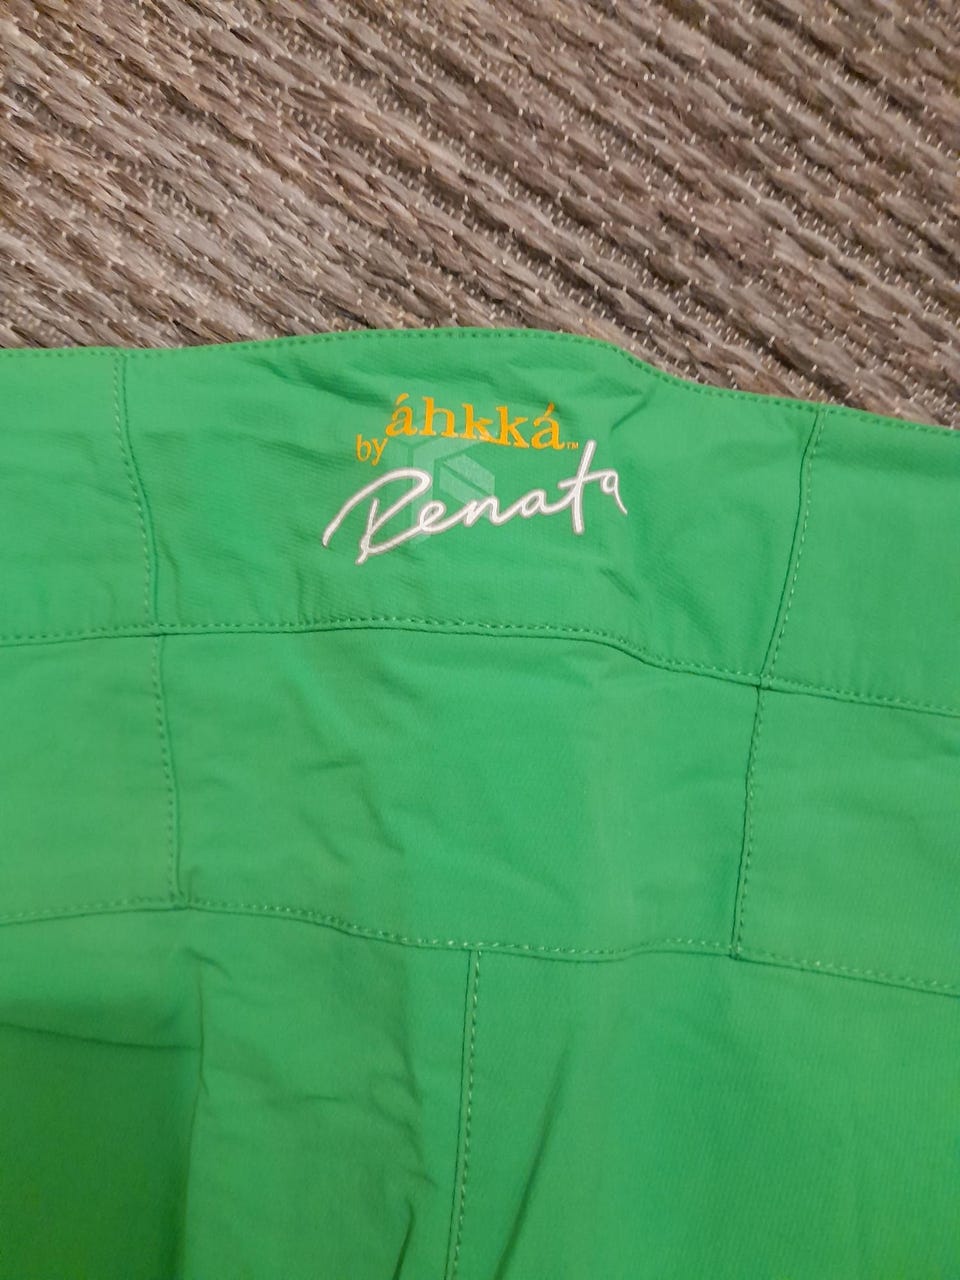 áhkká™
by
Renata